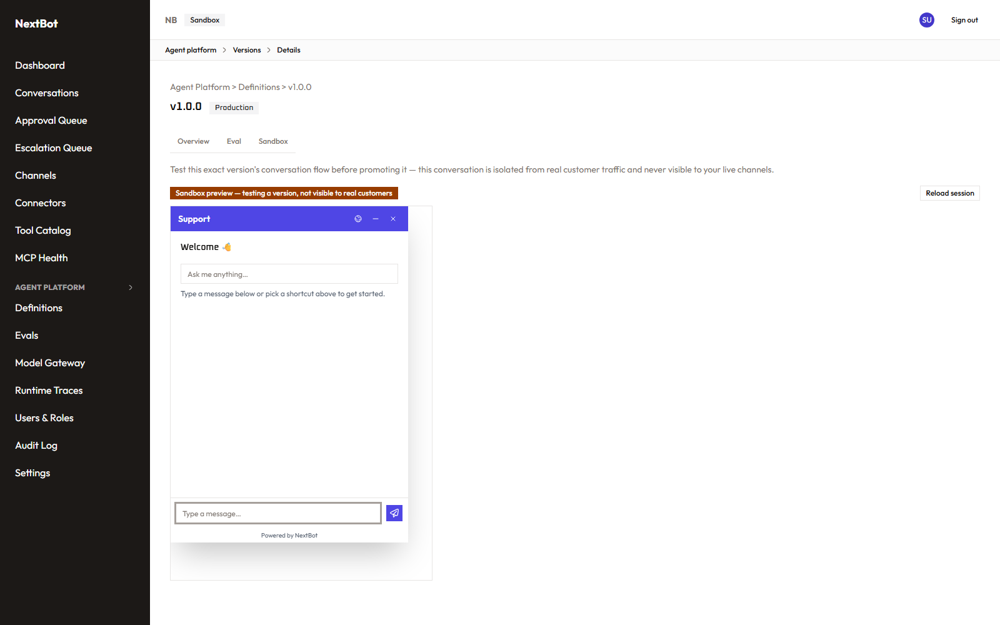 NextBot
Dashboard
Conversations
Approval Queue
Escalation Queue
Channels
Connectors
Tool Catalog
MCP Health
AGENT PLATFORM
Definitions
Evals
Model Gateway
Runtime Traces
Users & Roles
Audit Log
Settings
NB Sandbox
SU Sign out
Agent platform > Versions > Details
Agent Platform > Definitions > v1.0.0
v1.0.0 Production
Overview Eval Sandbox
Test this exact version's conversation flow before promoting it — this conversation is isolated from real customer traffic and never visible to your live channels.
Sandbox preview — testing a version, not visible to real customers
Reload session
Support
Welcome 👋
Ask me anything...
Type a message below or pick a shortcut above to get started.
Type a message...
Powered by NextBot